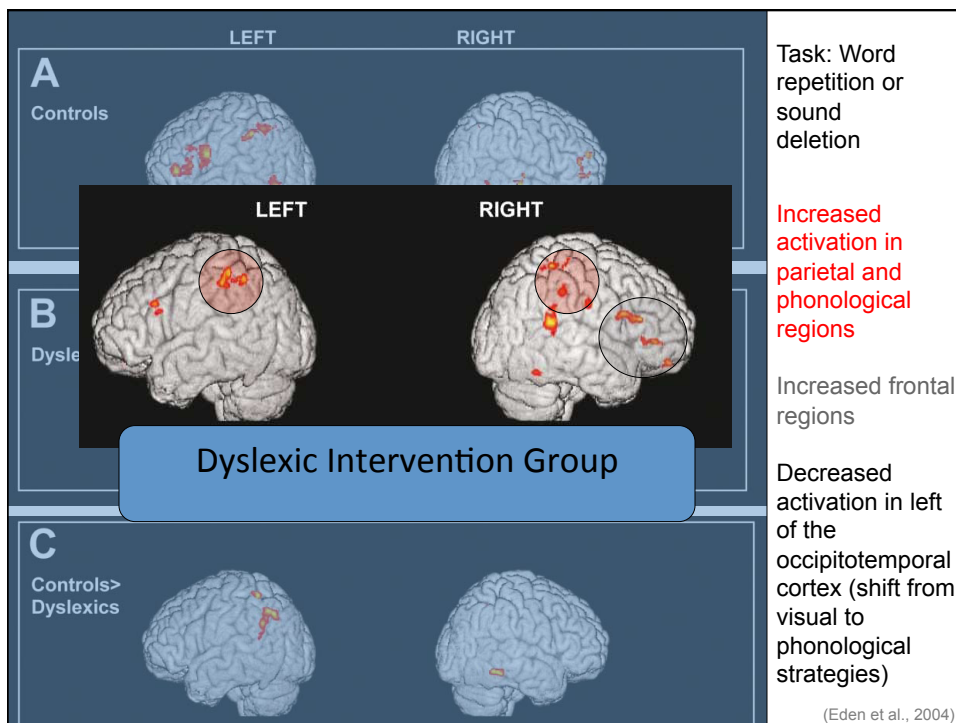 LEFT
RIGHT
A
Controls
LEFT
RIGHT
B
Dysle
Dyslexic Intervention Group
C
Controls>
Dyslexics
Task: Word
repetition or
sound
deletion
Increased
activation in
parietal and
phonological
regions
Increased frontal
regions
Decreased
activation in left
of the
occipitotemporal
cortex (shift from
visual to
phonological
strategies)
(Eden et al., 2004)